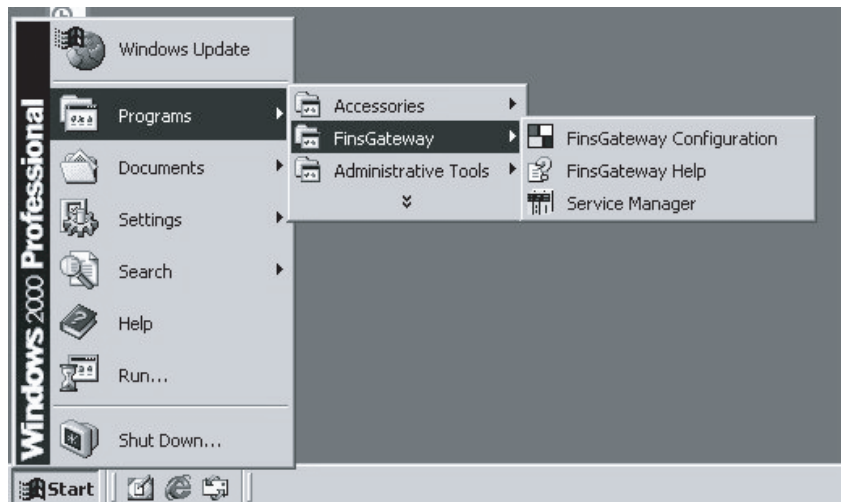 Windows 2000 Professional
Windows Update
Programs
Documents
Settings
Search
Help
Run...
Shut Down...
Accessories
FinsGateway
Administrative Tools
FinsGateway Configuration
FinsGateway Help
Service Manager
Start